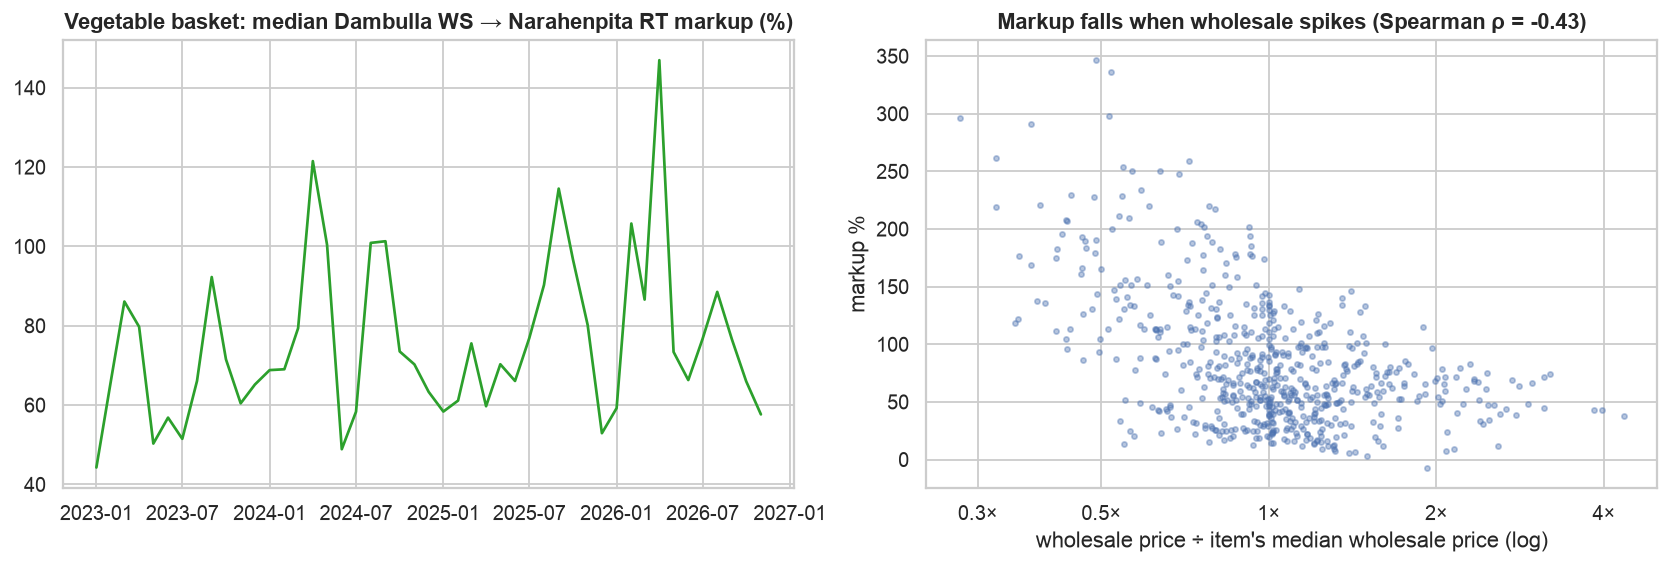 Vegetable basket: median Dambulla WS → Narahenpita RT markup (%)
140
120
100
80
60
40
2023-01 2023-07 2024-01 2024-07 2025-01 2025-07 2026-01 2026-07 2027-01
Markup falls when wholesale spikes (Spearman ρ = -0.43)
markup %
350
300
250
200
150
100
50
0
0.3× 0.5× 1× 2× 4×
wholesale price ÷ item's median wholesale price (log)